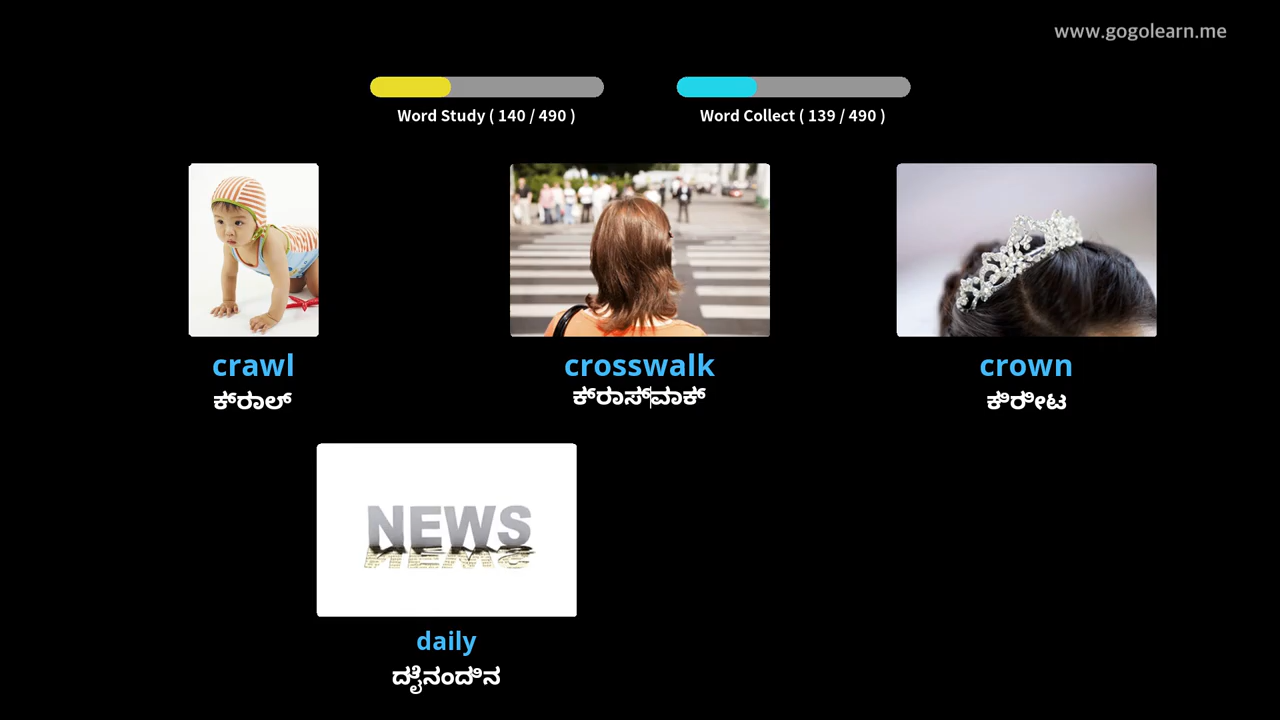 www.gogolearn.me
Word Study ( 140 / 490 )
Word Collect ( 139 / 490 )
crawl
ಕ್ರಾಲ್
crosswalk
ಕ್ರಾಸ್‌ವಾಕ್
crown
ಕಿರೀಟ
NEWS
daily
ದೈನಂದಿನ